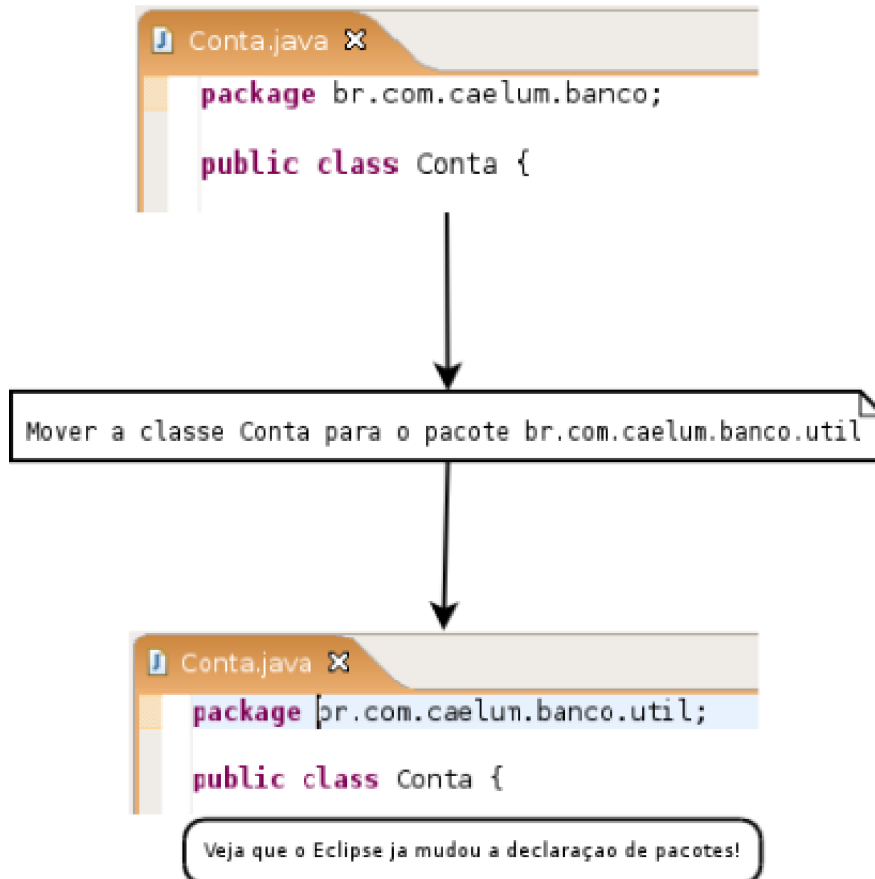 Conta.java
package br.com.caelum.banco;
public class Conta {
Mover a classe Conta para o pacote br.com.caelum.banco.util
Conta.java
package br.com.caelum.banco.util;
public class Conta {
Veja que o Eclipse ja mudou a declaraçao de pacotes!